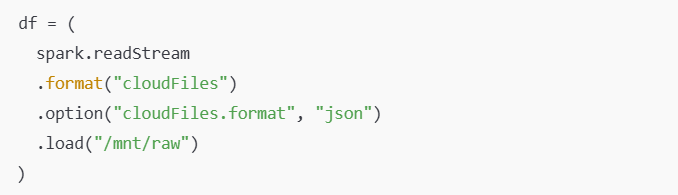 df = (
  spark.readStream
  .format("cloudFiles")
  .option("cloudFiles.format", "json")
  .load("/mnt/raw")
)